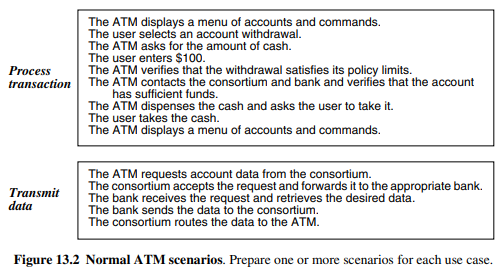 The ATM displays a menu of accounts and commands.
The user selects an account withdrawal.
The ATM asks for the amount of cash.
The user enters $100.
Process
transaction
The ATM verifies that the withdrawal satisfies its policy limits.
The ATM contacts the consortium and bank and verifies that the account
has sufficient funds.
The ATM dispenses the cash and asks the user to take it.
The user takes the cash.
The ATM displays a menu of accounts and commands.
Transmit
data
The ATM requests account data from the consortium.
The consortium accepts the request and forwards it to the appropriate bank.
The bank receives the request and retrieves the desired data.
The bank sends the data to the consortium.
The consortium routes the data to the ATM.
Figure 13.2 Normal ATM scenarios. Prepare one or more scenarios for each use case.